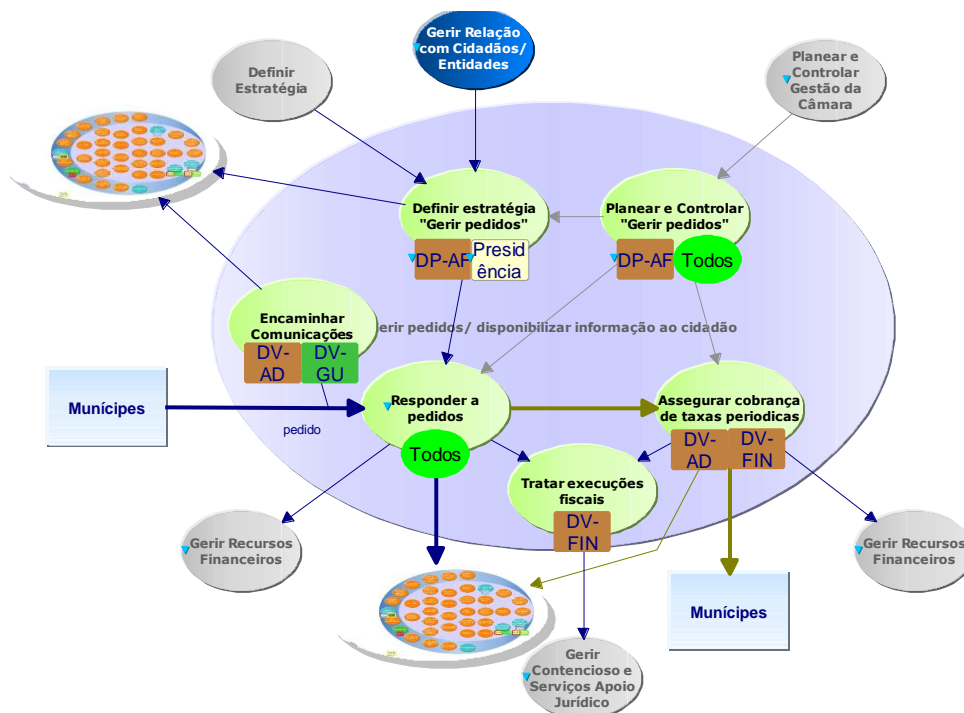 Gerir Relação
com Cidadãos/
Entidades
Definir
Estratégia
Planear e
Controlar
Gestão da
Câmara
Definir estratégia
"Gerir pedidos"
DP-AF
Presid
ência
Planear e Controlar
"Gerir pedidos"
DP-AF
Todos
Encaminhar
Comunicações
DV-
AD
DV-
GU
erir pedidos/ disponibilizar informação ao cidadão
Munícipes
pedido
Responder a
pedidos
Todos
Assegurar cobrança
de taxas periodicas
DV-
AD
DV-
FIN
Tratar execuções
fiscais
DV-
FIN
Gerir Recursos
Financeiros
Gerir Recursos
Financeiros
Munícipes
Gerir
Contencioso e
Serviços Apoio
Jurídico